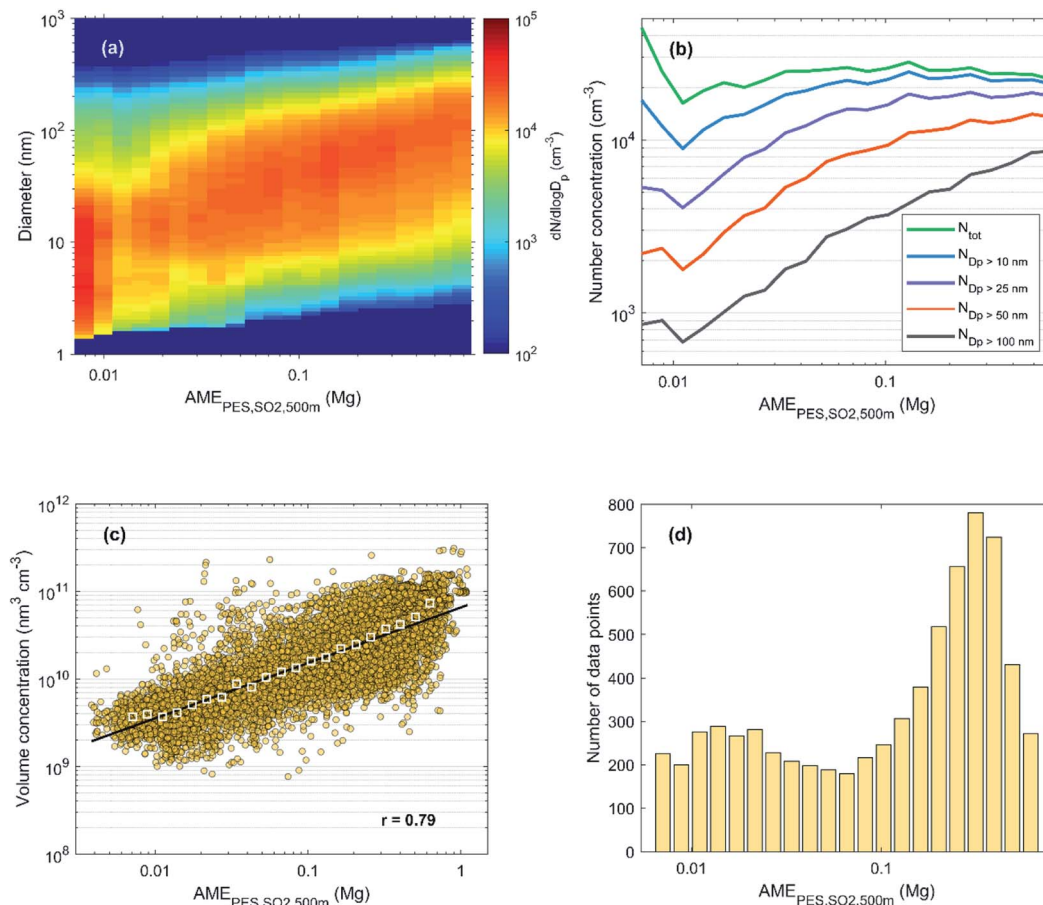 (a)
10³
10²
10
1
Diameter (nm)
0.01
0.1
AME_PES,SO2,500m (Mg)
10⁵
10⁴
10³
10²
dN/dlogD_p (cm⁻³)
(b)
10⁴
10³
Number concentration (cm⁻³)
N_tot
N_Dp > 10 nm
N_Dp > 25 nm
N_Dp > 50 nm
N_Dp > 100 nm
0.01
0.1
AME_PES,SO2,500m (Mg)
(c)
10¹²
10¹¹
10¹⁰
10⁹
10⁸
Volume concentration (nm³ cm⁻³)
r = 0.79
0.01
0.1
1
AME_PES,SO2,500m (Mg)
(d)
800
700
600
500
400
300
200
100
0
Number of data points
0.01
0.1
AME_PES,SO2,500m (Mg)